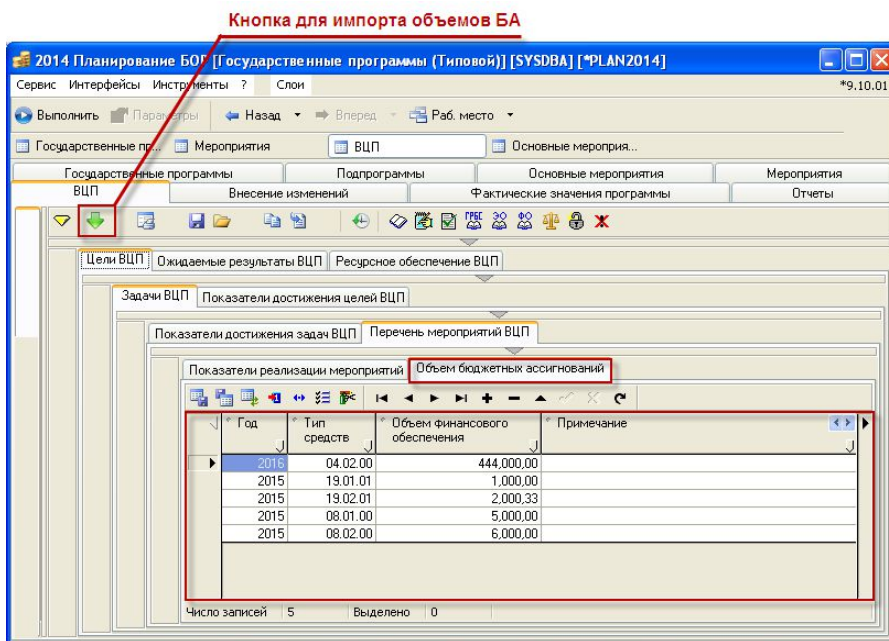 Кнопка для импорта объемов БА
2014 Планирование БОГ [Государственные программы (Типовой)] [SYSDBA] [*PLAN2014]
Сервис Интерфейсы Инструменты ? Слои *9.10.01
Выполнить Параметры Назад Вперед Раб. место
Государственные пр... Мероприятия ВЦП Основные мероприя...
Государственные программы Подпрограммы Основные мероприятия Мероприятия
ВЦП Внесение изменений Фактические значения программы Отчеты
ГРБС ЭО ФО
Цели ВЦП Ожидаемые результаты ВЦП Ресурсное обеспечение ВЦП
Задачи ВЦП Показатели достижения целей ВЦП
Показатели достижения задач ВЦП Перечень мероприятий ВЦП
Показатели реализации мероприятий Объем бюджетных ассигнований
Год Тип средств Объем финансового обеспечения Примечание
2016 04.02.00 444,000,00
2015 19.01.01 1,000,00
2015 19.02.01 2,000,33
2015 08.01.00 5,000,00
2015 08.02.00 6,000,00
Число записей 5 Выделено 0